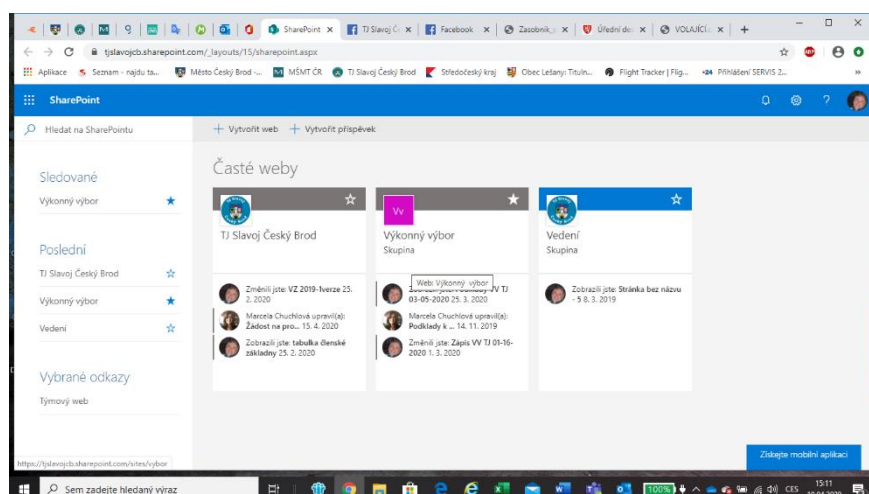 SharePoint
TJ Slavoj Č
Facebook
Zasobnik_
Úřední de
VOLAJÍCÍ
tjslavojcb.sharepoint.com/_layouts/15/sharepoint.aspx
Aplikace
Seznam - najdu ta...
Město Český Brod -...
MŠMT ČR
TJ Slavoj Český Brod
Středočeský kraj
Obec Lešany: Tituln...
Flight Tracker | Flig...
Přihlášení SERVIS 2...
SharePoint
Hledat na SharePointu
Vytvořit web
Vytvořit příspěvek
Sledované
Výkonný výbor
Poslední
TJ Slavoj Český Brod
Výkonný výbor
Vedení
Vybrané odkazy
Týmový web
Časté weby
TJ Slavoj Český Brod
Změnili jste: VZ 2019-1verze 25.
2. 2020
Marcela Chuchlová upravil(a):
Žádost na pro... 15. 4. 2020
Zobrazili jste: tabulka členské
základny 25. 2. 2020
Vv
Výkonný výbor
Skupina
Web: Výkonný výbor
03-05-2020 25. 3. 2020
Marcela Chuchlová upravil(a):
Podklady k ... 14. 11. 2019
Změnili jste: Zápis VV TJ 01-16-
2020 1. 3. 2020
Vedení
Skupina
Zobrazili jste: Stránka bez názvu
- 5 8. 3. 2019
Získejte mobilní aplikaci
https://tjslavojcb.sharepoint.com/sites/vybor
Sem zadejte hledaný výraz
100%
CES
15:11